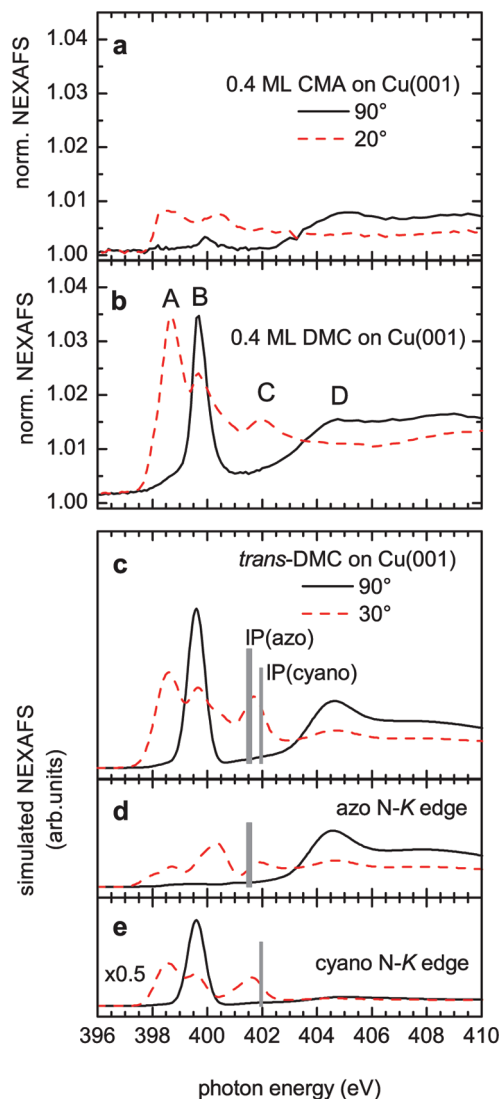 1.04
1.03
1.02
1.01
1.00
norm. NEXAFS
a
0.4 ML CMA on Cu(001)
90°
20°
1.04
1.03
1.02
1.01
1.00
norm. NEXAFS
b
A
B
0.4 ML DMC on Cu(001)
C
D
simulated NEXAFS
(arb.units)
c
trans-DMC on Cu(001)
90°
30°
IP(azo)
IP(cyano)
d
azo N-K edge
e
x0.5
cyano N-K edge
396 398 400 402 404 406 408 410
photon energy (eV)